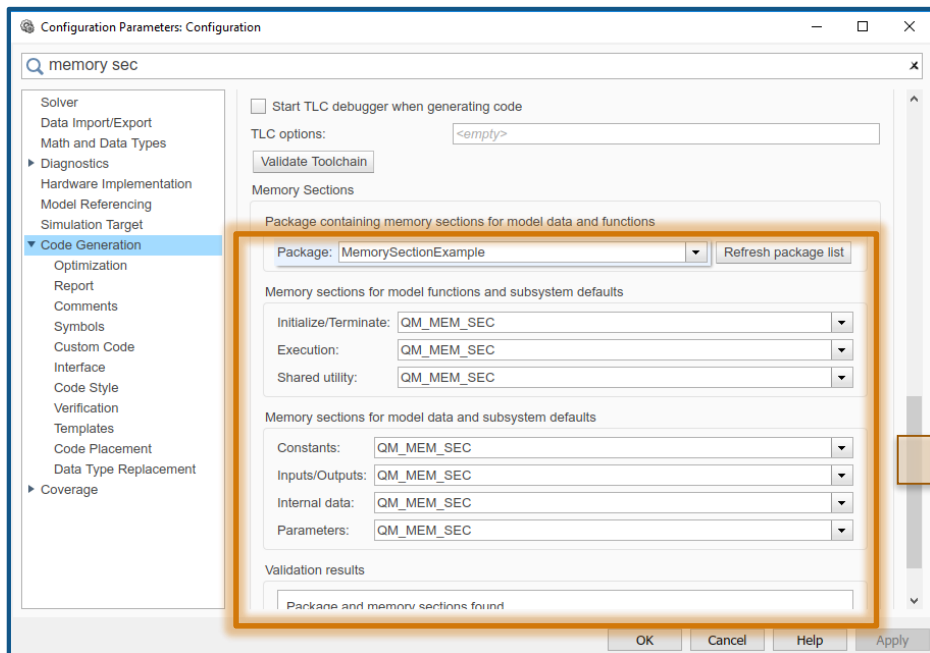 Configuration Parameters: Configuration
memory sec
Solver
Data Import/Export
Math and Data Types
Diagnostics
Hardware Implementation
Model Referencing
Simulation Target
Code Generation
Optimization
Report
Comments
Symbols
Custom Code
Interface
Code Style
Verification
Templates
Code Placement
Data Type Replacement
Coverage
Start TLC debugger when generating code
TLC options: <empty>
Validate Toolchain
Memory Sections
Package containing memory sections for model data and functions
Package: MemorySectionExample Refresh package list
Memory sections for model functions and subsystem defaults
Initialize/Terminate: QM_MEM_SEC
Execution: QM_MEM_SEC
Shared utility: QM_MEM_SEC
Memory sections for model data and subsystem defaults
Constants: QM_MEM_SEC
Inputs/Outputs: QM_MEM_SEC
Internal data: QM_MEM_SEC
Parameters: QM_MEM_SEC
Validation results
Package and memory sections found
OK Cancel Help Apply